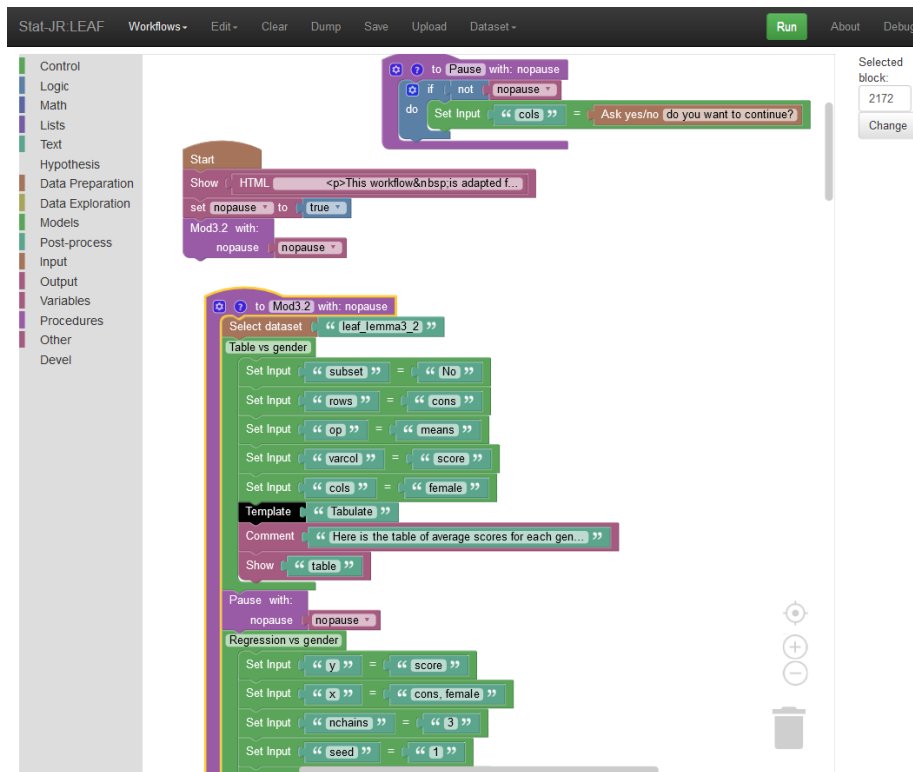 Stat-JR:LEAF Workflows Edit Clear Dump Save Upload Dataset Run About Debug
Control
Logic
Math
Lists
Text
Hypothesis
Data Preparation
Data Exploration
Models
Post-process
Input
Output
Variables
Procedures
Other
Devel
to Pause with: nopause
if not nopause
do Set Input “ cols ” = Ask yes/no do you want to continue?
Start
Show HTML <p>This workflow&nbsp;is adapted f...
set nopause to true
Mod3.2 with:
nopause nopause
to Mod3.2 with: nopause
Select dataset “ leaf_lemma3_2 ”
Table vs gender
Set Input “ subset ” = “ No ”
Set Input “ rows ” = “ cons ”
Set Input “ op ” = “ means ”
Set Input “ varcol ” = “ score ”
Set Input “ cols ” = “ female ”
Template “ Tabulate ”
Comment “ Here is the table of average scores for each gen... ”
Show “ table ”
Pause with:
nopause nopause
Regression vs gender
Set Input “ y ” = “ score ”
Set Input “ x ” = “ cons, female ”
Set Input “ nchains ” = “ 3 ”
Set Input “ seed ” = “ 1 ”
Selected
block:
2172
Change